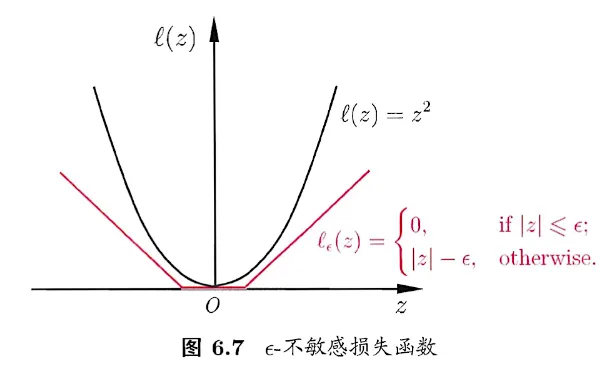 ℓ(z)
ℓ(z) = z²
ℓ_ϵ(z) = { 0, if |z| ⩽ ϵ;
|z| − ϵ, otherwise.
O z
图 6.7 ϵ-不敏感损失函数